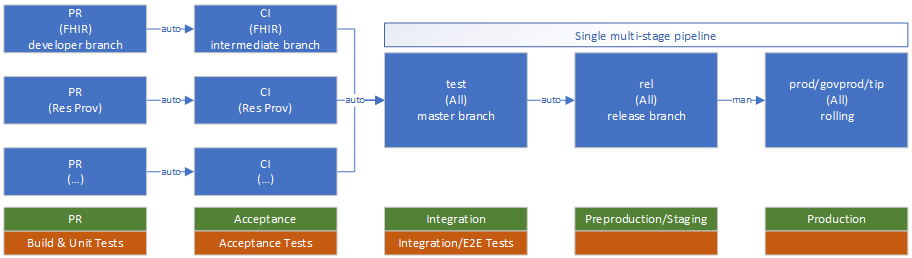 PR
(FHIR)
developer branch
auto
CI
(FHIR)
intermediate branch
Single multi-stage pipeline
PR
(Res Prov)
auto
CI
(Res Prov)
auto
test
(All)
master branch
auto
rel
(All)
release branch
man
prod/govprod/tip
(All)
rolling
PR
(...)
auto
CI
(...)
PR
Acceptance
Integration
Preproduction/Staging
Production
Build & Unit Tests
Acceptance Tests
Integration/E2E Tests